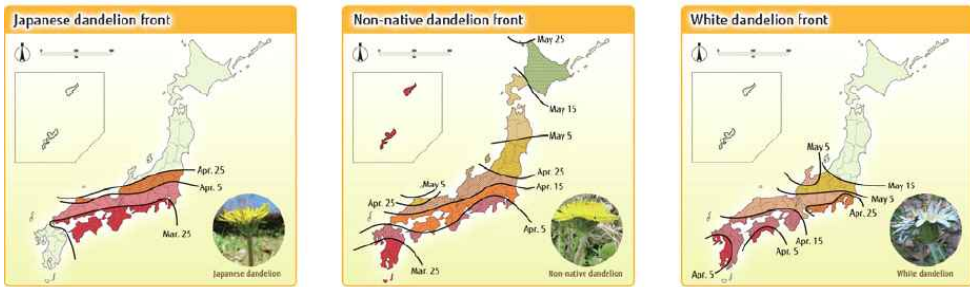 Japanese dandelion front
Apr. 25
Apr. 5
Mar. 25
Japanese dandelion
Non-native dandelion front
May 25
May 15
May 5
Apr. 25
May 5
Apr. 15
Apr. 25
Apr. 5
Mar. 25
Non-native dandelion
White dandelion front
May 5
May 15
May 5
Apr. 25
Apr. 15
Apr. 5
White dandelion